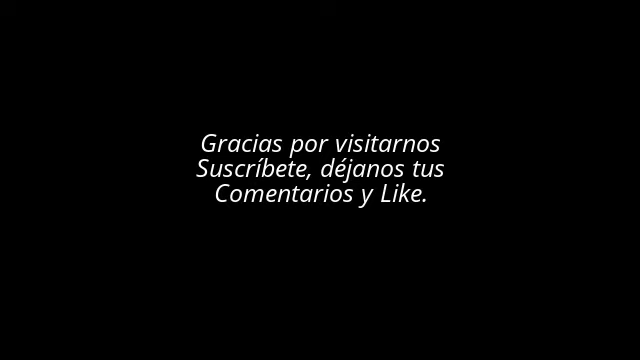 Gracias por visitarnos
Suscríbete, déjanos tus
Comentarios y Like.